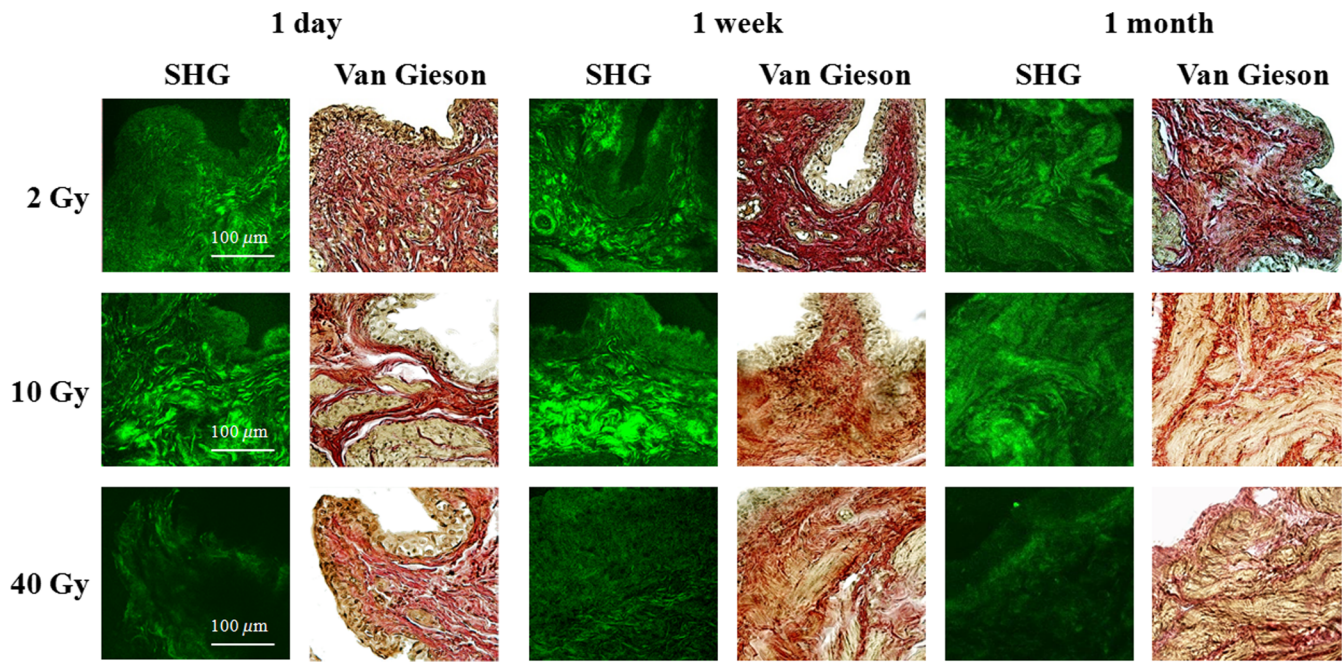 1 day 1 week 1 month
SHG Van Gieson SHG Van Gieson SHG Van Gieson
2 Gy
100 μm
10 Gy
100 μm
40 Gy
100 μm